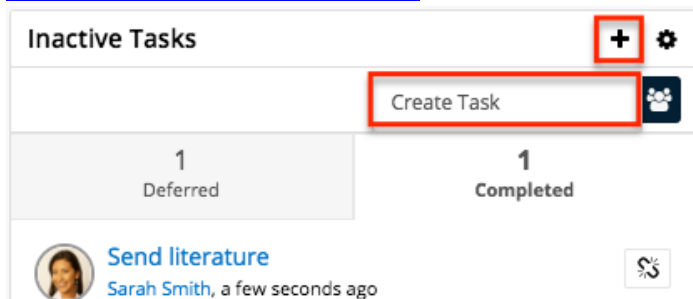 Inactive Tasks
Create Task
1
Deferred
1
Completed
Send literature
Sarah Smith, a few seconds ago